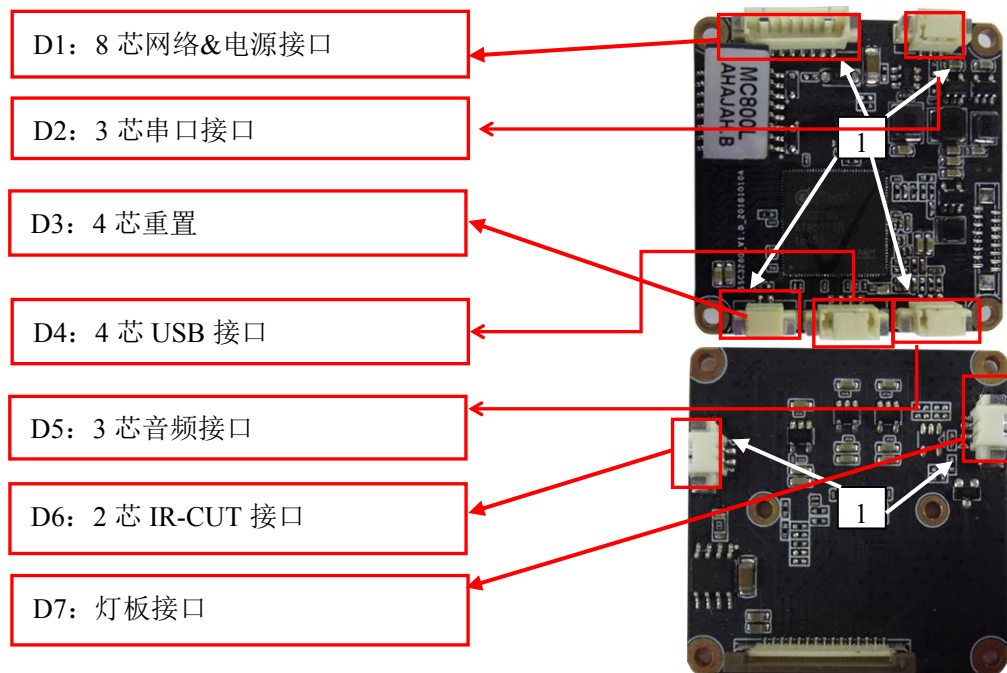 D1：8 芯网络&电源接口
D2：3 芯串口接口
D3：4 芯重置
D4：4 芯 USB 接口
D5：3 芯音频接口
D6：2 芯 IR-CUT 接口
D7：灯板接口
MC800L
AHAJAH.B
1
1